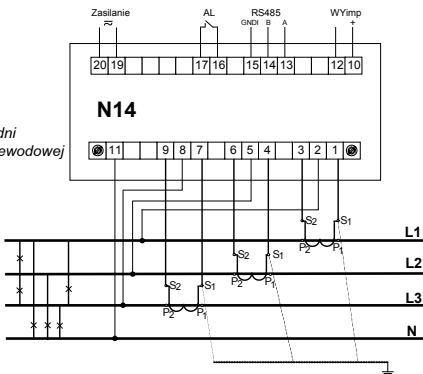 Zasilanie AL RS485 WYimp
GNDI B A +
20 19 17 16 15 14 13 12 10
N14
dni
ewodowej
11 9 8 7 6 5 4 3 2 1
S2 S1
L1
S2 S1 P2 P1
L2
S2 S1 P2 P1
L3
P2 P1
N